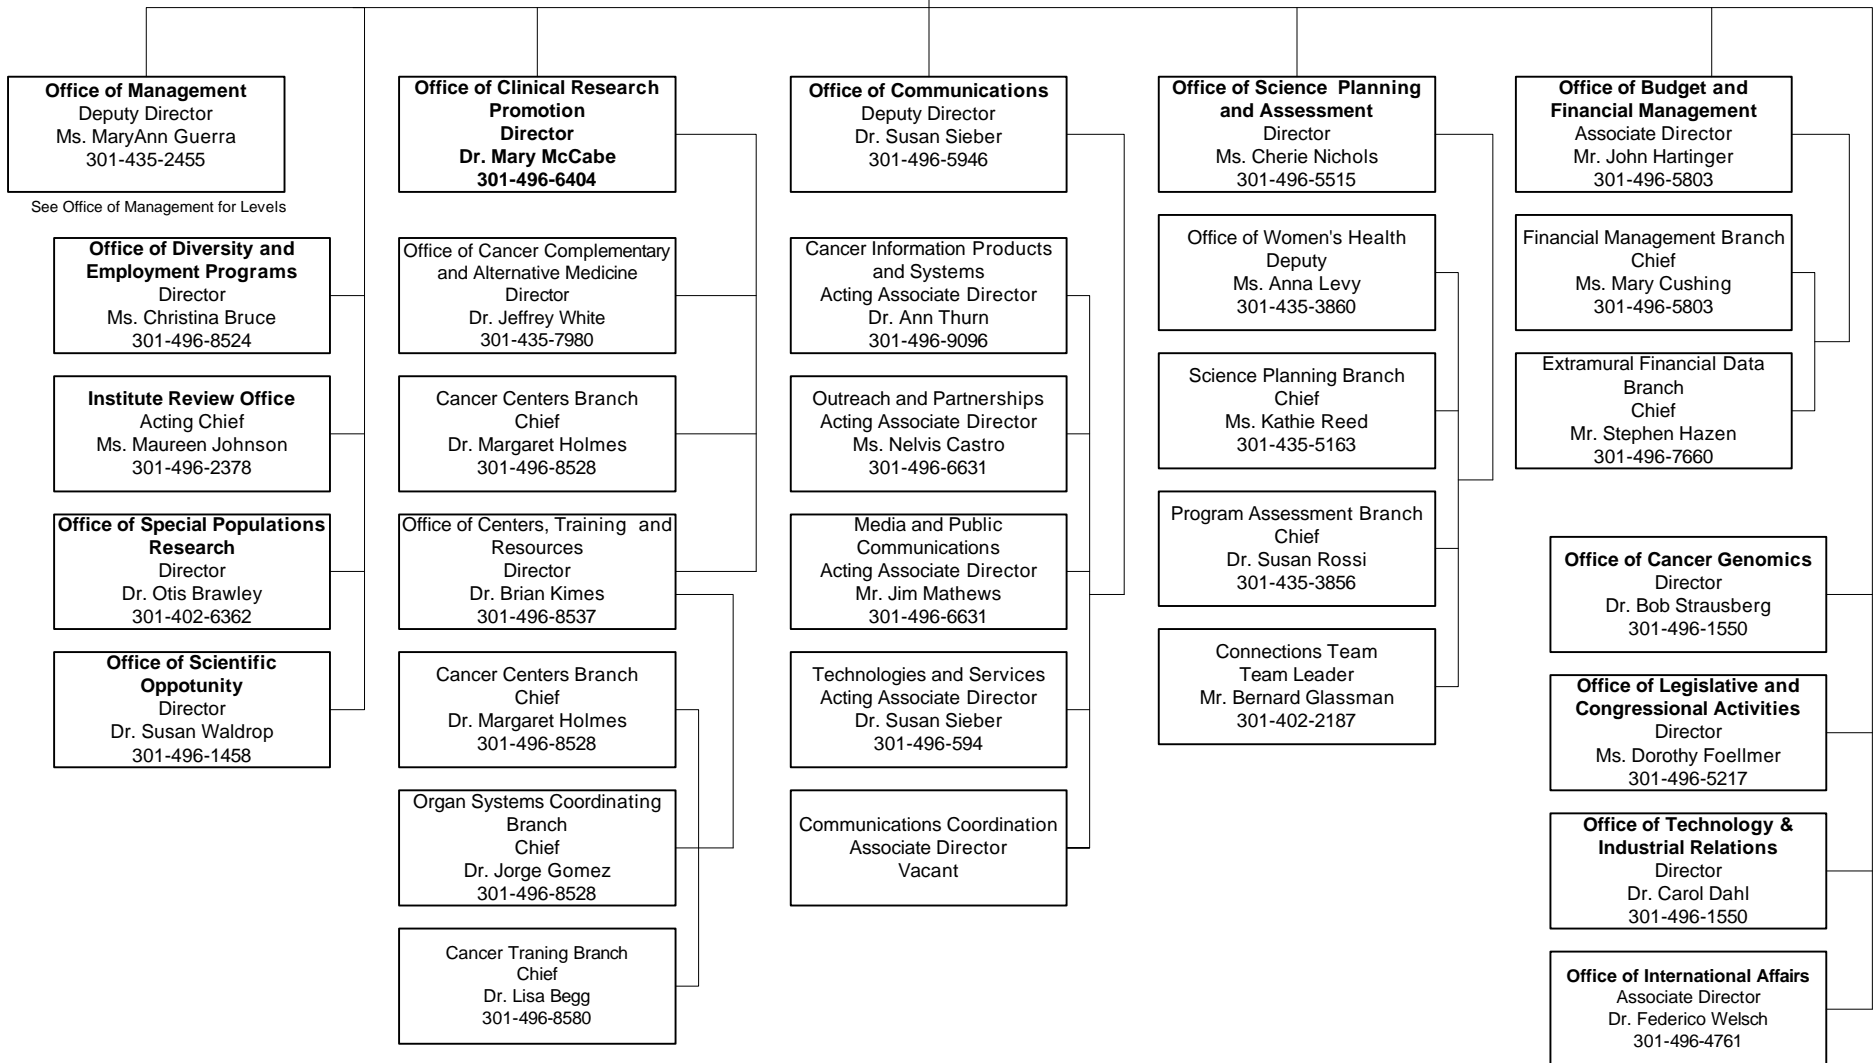 Office of Management
Deputy Director
Ms. MaryAnn Guerra
301-435-2455
See Office of Management for Levels
Office of Diversity and
Employment Programs
Director
Ms. Christina Bruce
301-496-8524
Institute Review Office
Acting Chief
Ms. Maureen Johnson
301-496-2378
Office of Special Populations
Research
Director
Dr. Otis Brawley
301-402-6362
Office of Scientific
Oppotunity
Director
Dr. Susan Waldrop
301-496-1458
Office of Clinical Research
Promotion
Director
Dr. Mary McCabe
301-496-6404
Office of Cancer Complementary
and Alternative Medicine
Director
Dr. Jeffrey White
301-435-7980
Cancer Centers Branch
Chief
Dr. Margaret Holmes
301-496-8528
Office of Centers, Training and
Resources
Director
Dr. Brian Kimes
301-496-8537
Cancer Centers Branch
Chief
Dr. Margaret Holmes
301-496-8528
Organ Systems Coordinating
Branch
Chief
Dr. Jorge Gomez
301-496-8528
Cancer Traning Branch
Chief
Dr. Lisa Begg
301-496-8580
Office of Communications
Deputy Director
Dr. Susan Sieber
301-496-5946
Cancer Information Products
and Systems
Acting Associate Director
Dr. Ann Thurn
301-496-9096
Outreach and Partnerships
Acting Associate Director
Ms. Nelvis Castro
301-496-6631
Media and Public
Communications
Acting Associate Director
Mr. Jim Mathews
301-496-6631
Technologies and Services
Acting Associate Director
Dr. Susan Sieber
301-496-594
Communications Coordination
Associate Director
Vacant
Office of Science Planning
and Assessment
Director
Ms. Cherie Nichols
301-496-5515
Office of Women's Health
Deputy
Ms. Anna Levy
301-435-3860
Science Planning Branch
Chief
Ms. Kathie Reed
301-435-5163
Program Assessment Branch
Chief
Dr. Susan Rossi
301-435-3856
Connections Team
Team Leader
Mr. Bernard Glassman
301-402-2187
Office of Budget and
Financial Management
Associate Director
Mr. John Hartinger
301-496-5803
Financial Management Branch
Chief
Ms. Mary Cushing
301-496-5803
Extramural Financial Data
Branch
Chief
Mr. Stephen Hazen
301-496-7660
Office of Cancer Genomics
Director
Dr. Bob Strausberg
301-496-1550
Office of Legislative and
Congressional Activities
Director
Ms. Dorothy Foellmer
301-496-5217
Office of Technology &
Industrial Relations
Director
Dr. Carol Dahl
301-496-1550
Office of International Affairs
Associate Director
Dr. Federico Welsch
301-496-4761